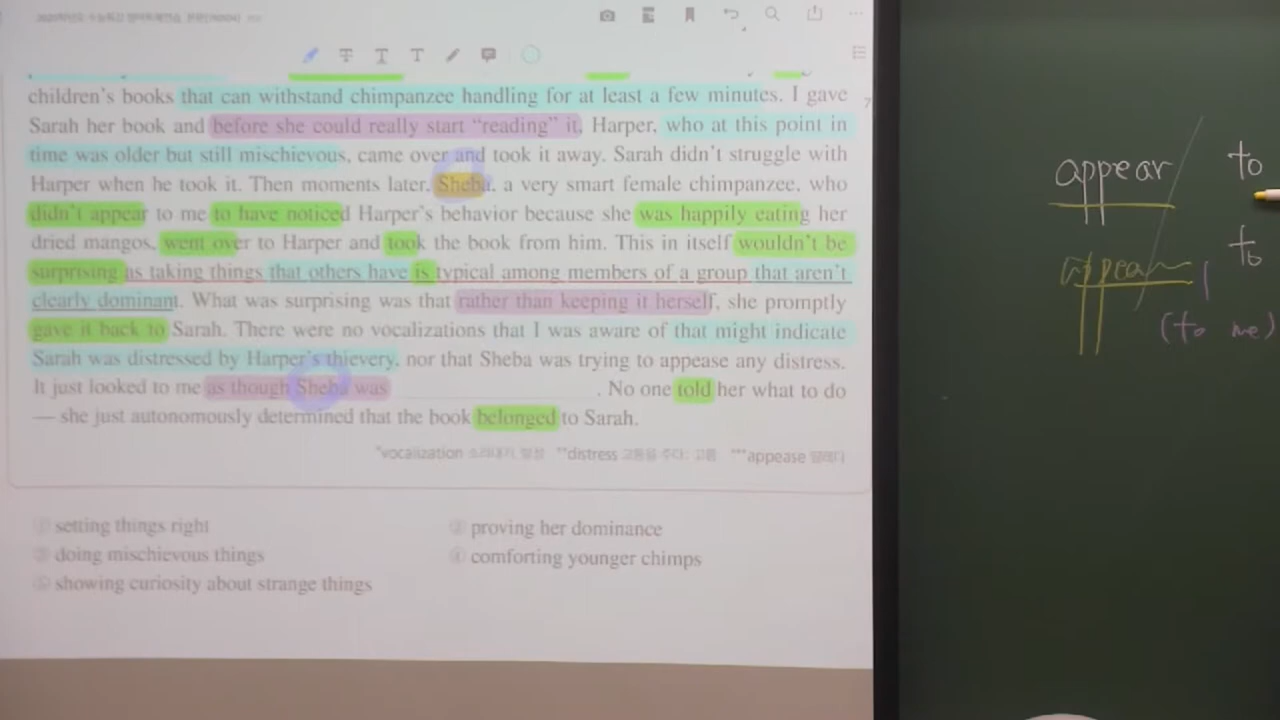 children's books that can withstand chimpanzee handling for at least a few minutes. I gave
Sarah her book and before she could really start "reading" it, Harper, who at this point in
time was older but still mischievous, came over and took it away. Sarah didn't struggle with
Harper when he took it. Then moments later, Sheba, a very smart female chimpanzee, who
didn't appear to me to have noticed Harper's behavior because she was happily eating her
dried mangos, went over to Harper and took the book from him. This in itself wouldn't be
surprising as taking things that others have is typical among members of a group that aren't
clearly dominant. What was surprising was that rather than keeping it herself, she promptly
gave it back to Sarah. There were no vocalizations that I was aware of that might indicate
Sarah was distressed by Harper's thievery, nor that Sheba was trying to appease any distress.
It just looked to me as though Sheba was . No one told her what to do
— she just autonomously determined that the book belonged to Sarah.
*vocalization **distress ***appease
① setting things right ② proving her dominance
③ doing mischievous things ④ comforting younger chimps
⑤ showing curiosity about strange things
7
appear to
appear to
(to me)